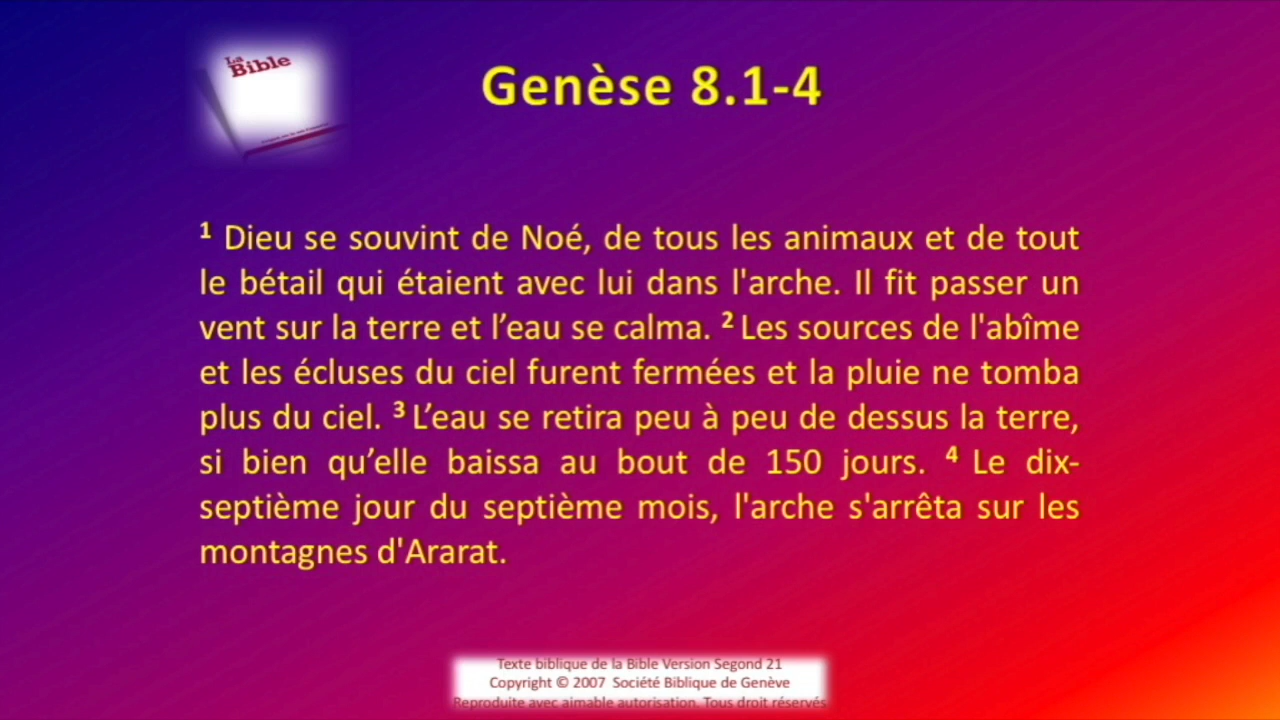 La
Bible
Genèse 8.1-4
1 Dieu se souvint de Noé, de tous les animaux et de tout
le bétail qui étaient avec lui dans l'arche. Il fit passer un
vent sur la terre et l’eau se calma. 2 Les sources de l'abîme
et les écluses du ciel furent fermées et la pluie ne tomba
plus du ciel. 3 L’eau se retira peu à peu de dessus la terre,
si bien qu’elle baissa au bout de 150 jours. 4 Le dix-
septième jour du septième mois, l'arche s'arrêta sur les
montagnes d'Ararat.
Texte biblique de la Bible Version Segond 21
Copyright © 2007 Société Biblique de Genève
Reproduite avec aimable autorisation. Tous droit réservés